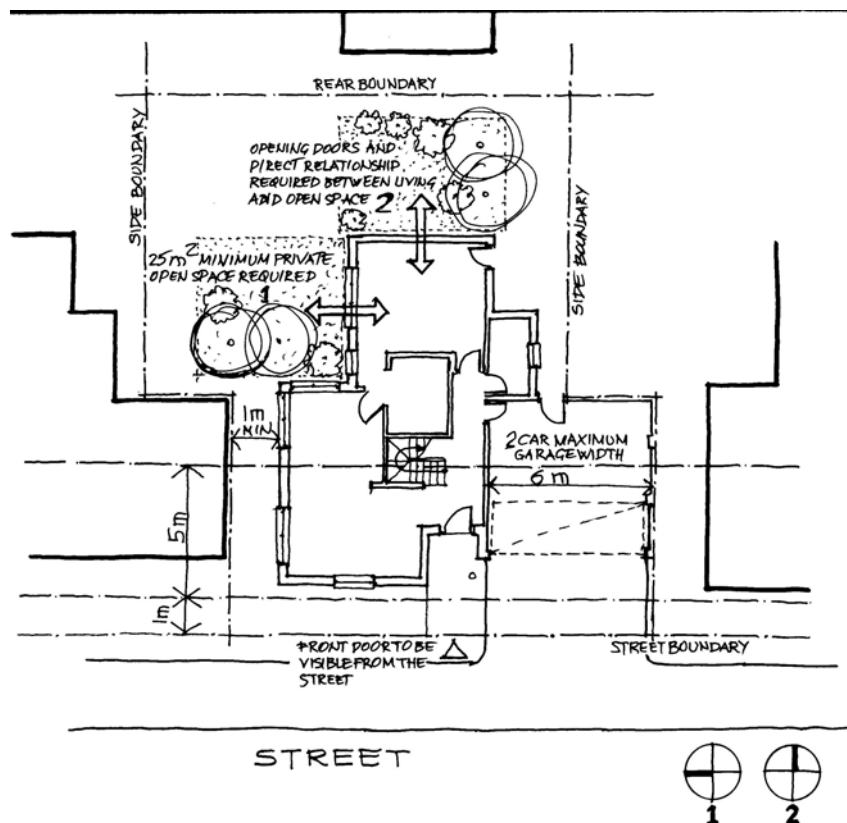 REAR BOUNDARY
SIDE BOUNDARY
OPENING DOORS AND
DIRECT RELATIONSHIP
REQUIRED BETWEEN LIVING
AND OPEN SPACE 2
SIDE BOUNDARY
25m² MINIMUM PRIVATE
OPEN SPACE REQUIRED
1
1m
MIN
2 CAR MAXIMUM
GARAGE WIDTH
6m
5m
1m
FRONT DOOR TO BE
VISIBLE FROM THE
STREET
STREET BOUNDARY
STREET
1
2